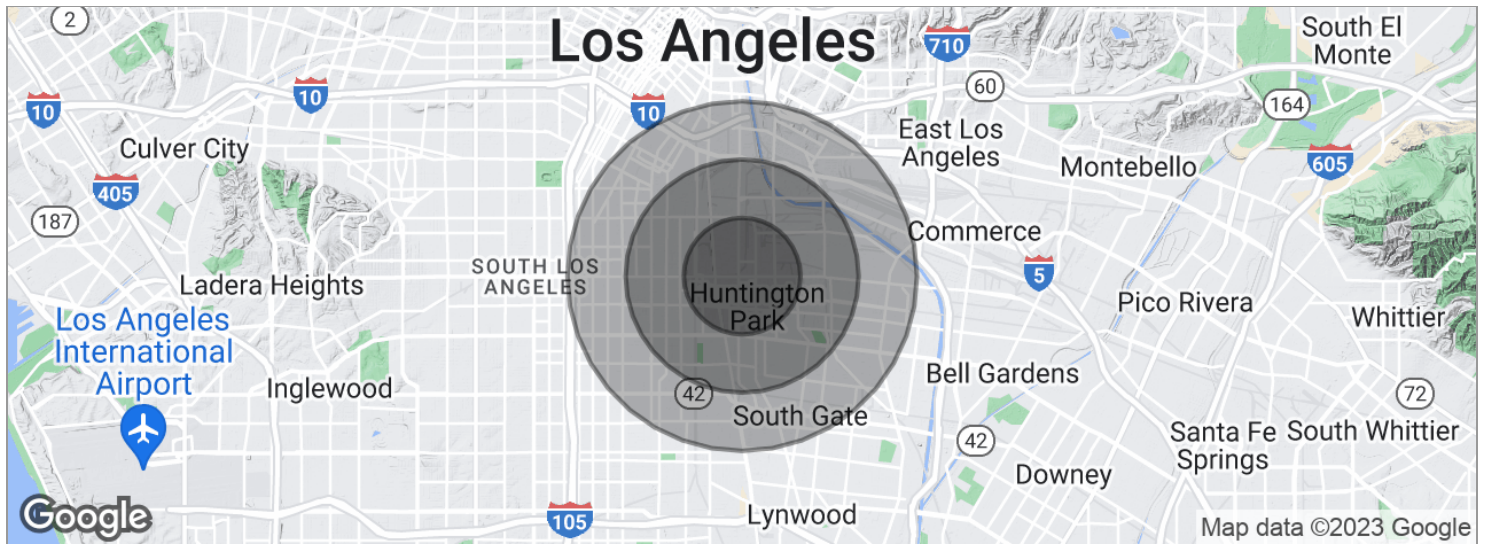 2
Los Angeles
710
South El
Monte
10
10
10
60
164
Culver City
East Los
Angeles
Montebello
605
405
187
Commerce
SOUTH LOS
ANGELES
5
Ladera Heights
Huntington
Park
Pico Rivera
Whittier
Los Angeles
International
Airport
Inglewood
Bell Gardens
42
72
South Gate
42
Santa Fe
Springs
South Whittier
Downey
Google
105
Lynwood
Map data ©2023 Google